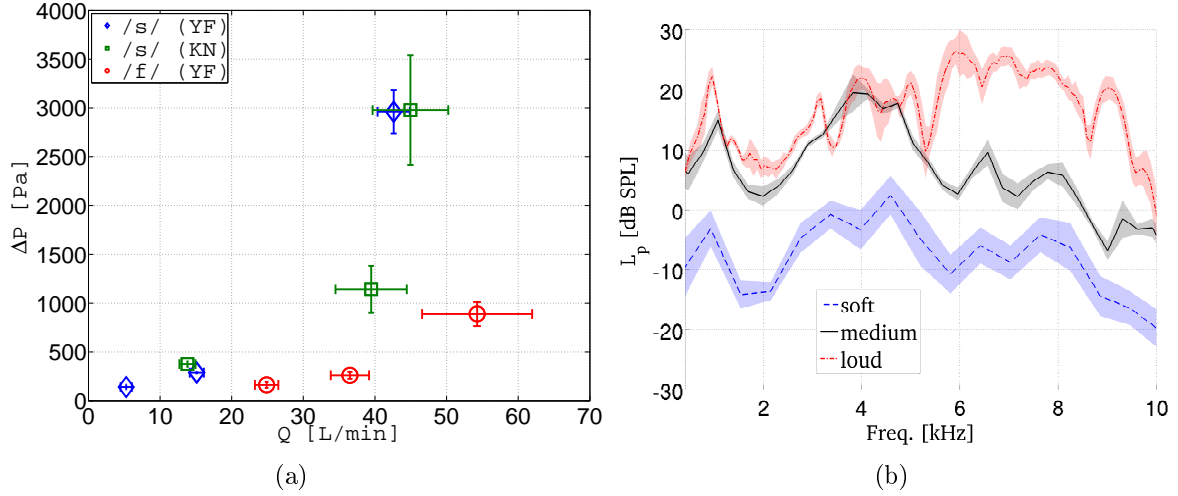 4000
3500
3000
2500
2000
1500
1000
500
0
ΔP [Pa]
/s/ (YF)
/s/ (KN)
/f/ (YF)
0 10 20 30 40 50 60 70
Q [L/min]
(a)
30
20
10
0
-10
-20
-30
L_p [dB SPL]
soft
medium
loud
2 4 6 8 10
Freq. [kHz]
(b)